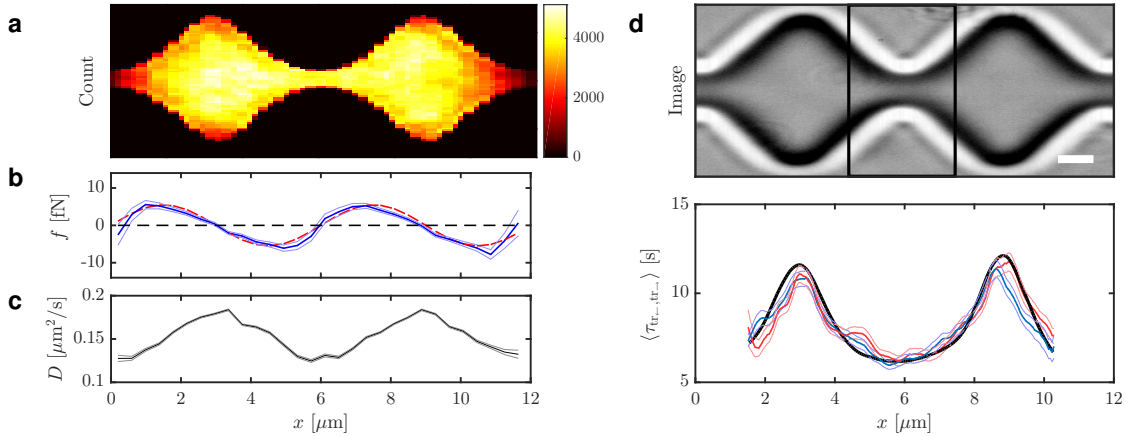 a
Count
4000
2000
0
b
f [fN]
10
0
-10
c
D [μm²/s]
0.2
0.15
0.1
0 2 4 6 8 10 12
x [μm]
d
Image
⟨τtr←,tr→⟩ [s]
15
10
5
0 2 4 6 8 10 12
x [μm]